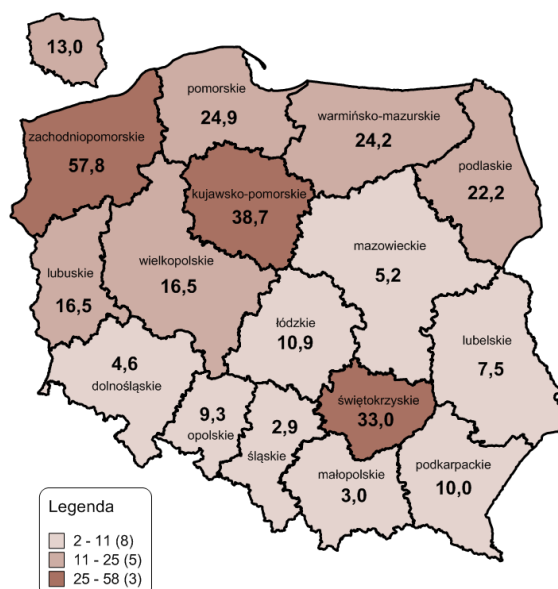 13,0
pomorskie
24,9
warmińsko-mazurskie
24,2
zachodniopomorskie
57,8
podlaskie
22,2
kujawsko-pomorskie
38,7
mazowieckie
5,2
wielkopolskie
16,5
lubuskie
16,5
łódzkie
10,9
lubelskie
7,5
4,6
dolnośląskie
świętokrzyskie
33,0
9,3
opolskie
2,9
śląskie
małopolskie
3,0
podkarpackie
10,0
Legenda
2 - 11 (8)
11 - 25 (5)
25 - 58 (3)